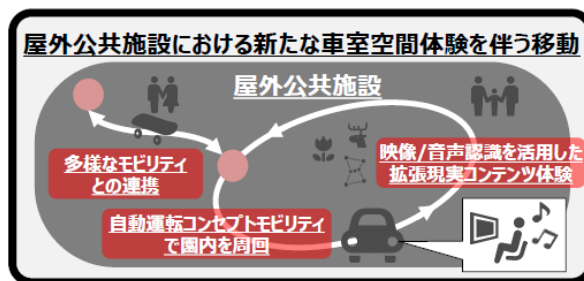 屋外公共施設における新たな車室空間体験を伴う移動
屋外公共施設
多様なモビリティ
との連携
映像/音声認識を活用した
拡張現実コンテンツ体験
自動運転コンセプトモビリティ
で園内を周回